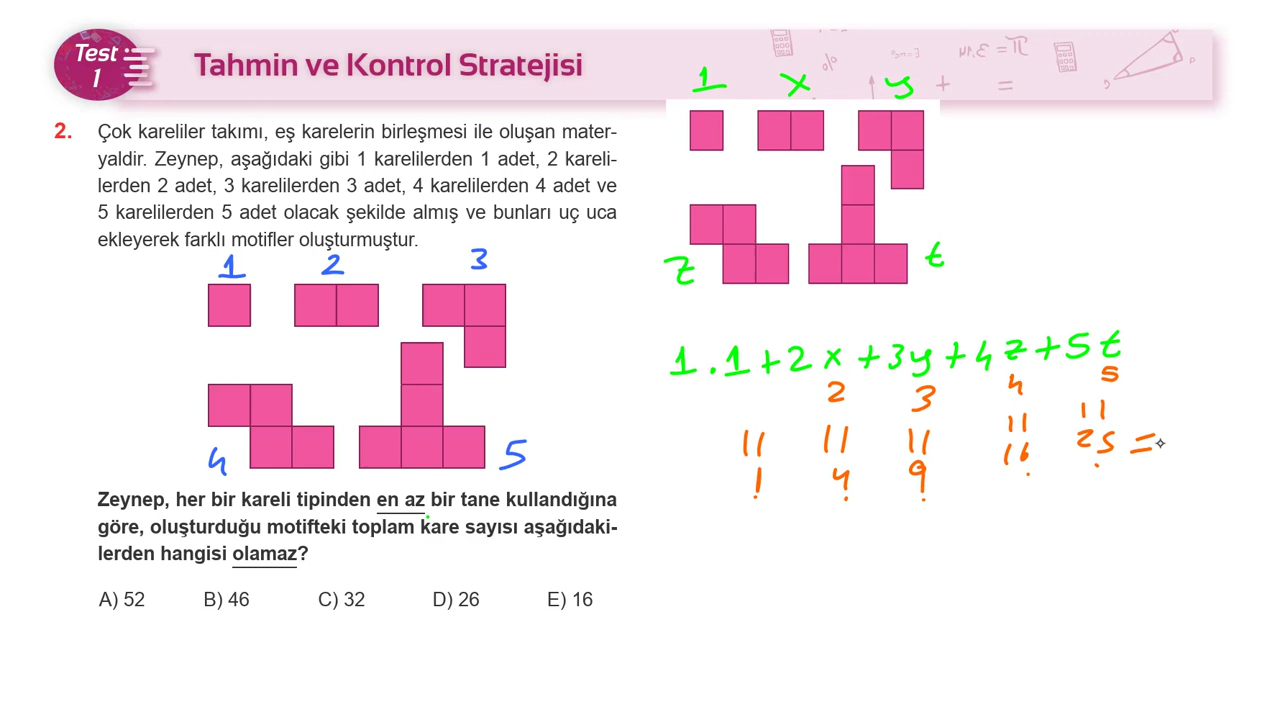 Test
1
Tahmin ve Kontrol Stratejisi
2. Çok kareliler takımı, eş karelerin birleşmesi ile oluşan mater-
yaldir. Zeynep, aşağıdaki gibi 1 karelilerden 1 adet, 2 kareli-
lerden 2 adet, 3 karelilerden 3 adet, 4 karelilerden 4 adet ve
5 karelilerden 5 adet olacak şekilde almış ve bunları uç uca
ekleyerek farklı motifler oluşturmuştur.
1 2 3
4 5
Zeynep, her bir kareli tipinden en az bir tane kullandığına
göre, oluşturduğu motifteki toplam kare sayısı aşağıdaki-
lerden hangisi olamaz?
A) 52 B) 46 C) 32 D) 26 E) 16
1 x y
z t
1.1+2x+3y+4z+5t
2 3 4 5
11 11 11 11 11
1 4 9 16 25 =